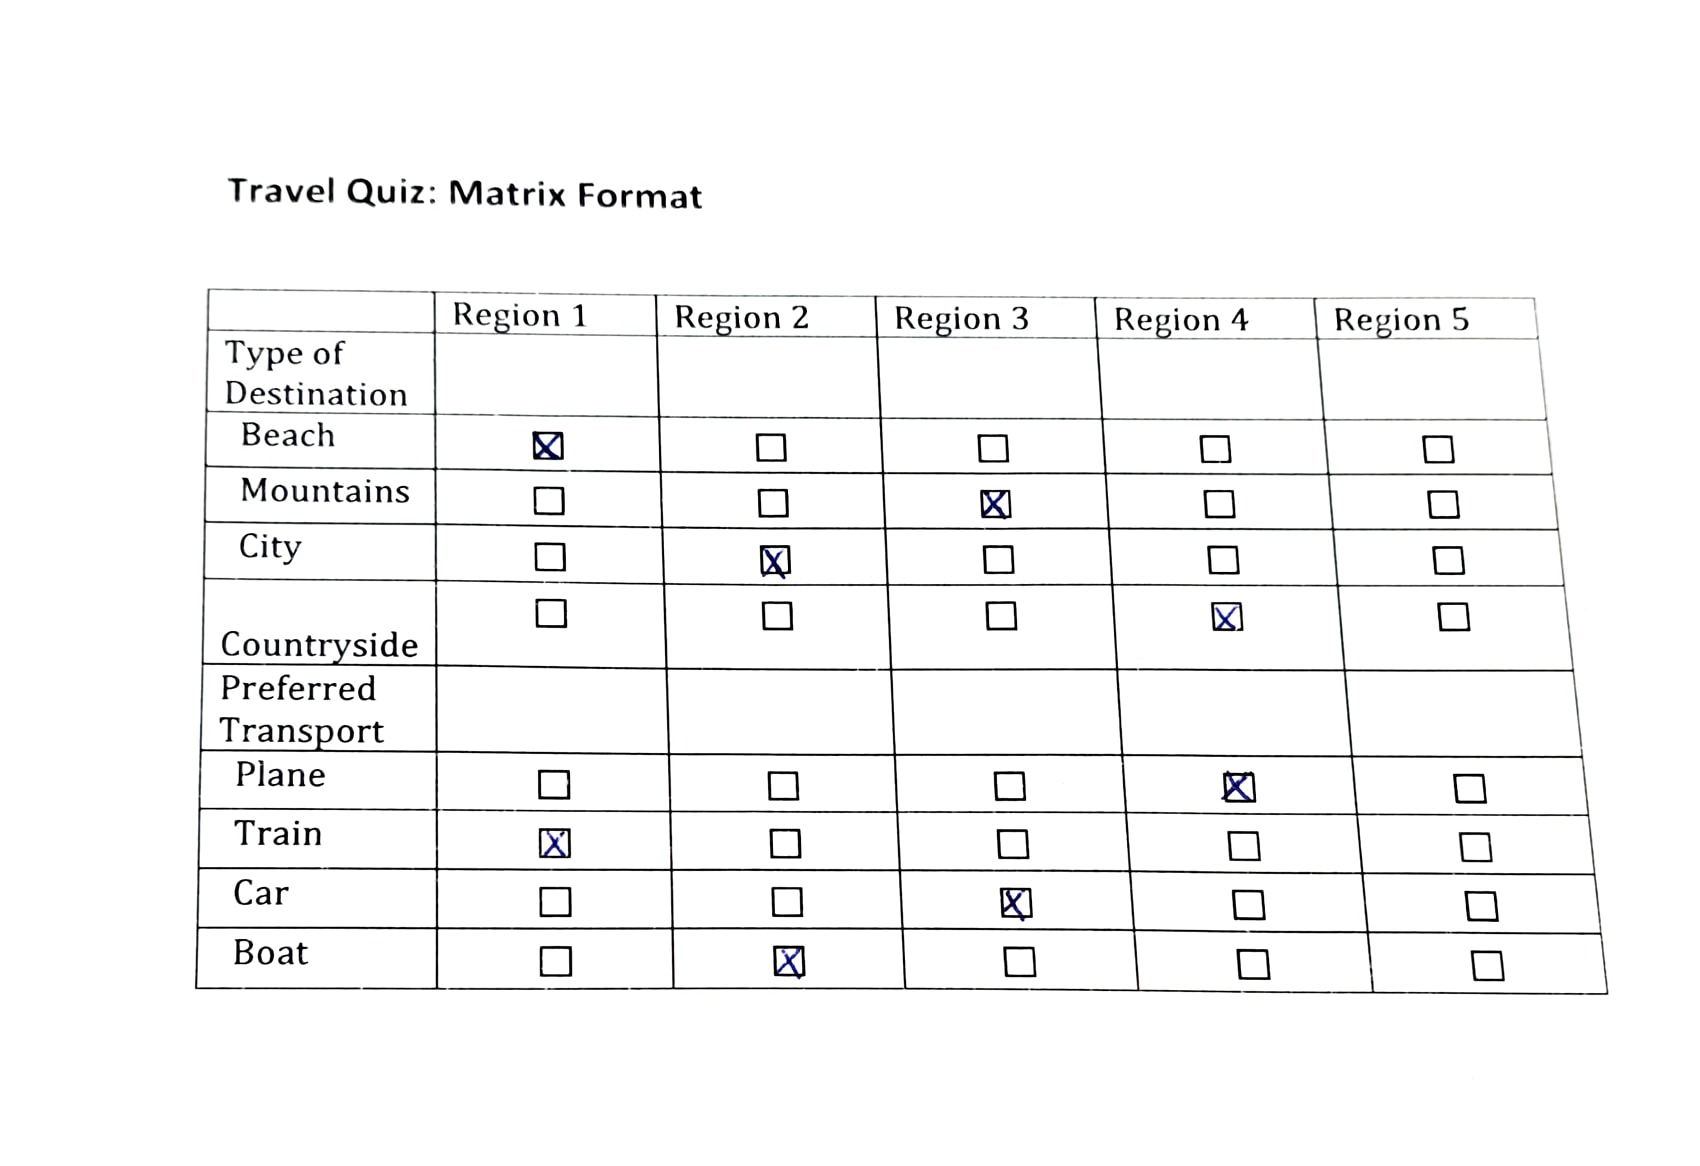 Travel Quiz: Matrix Format
Region 1 Region 2 Region 3 Region 4 Region 5
Type of
Destination
Beach ☒ ☐ ☐ ☐ ☐
Mountains ☐ ☐ ☒ ☐ ☐
City ☐ ☒ ☐ ☐ ☐
Countryside ☐ ☐ ☐ ☒ ☐
Preferred
Transport
Plane ☐ ☐ ☐ ☒ ☐
Train ☒ ☐ ☐ ☐ ☐
Car ☐ ☐ ☒ ☐ ☐
Boat ☐ ☒ ☐ ☐ ☐